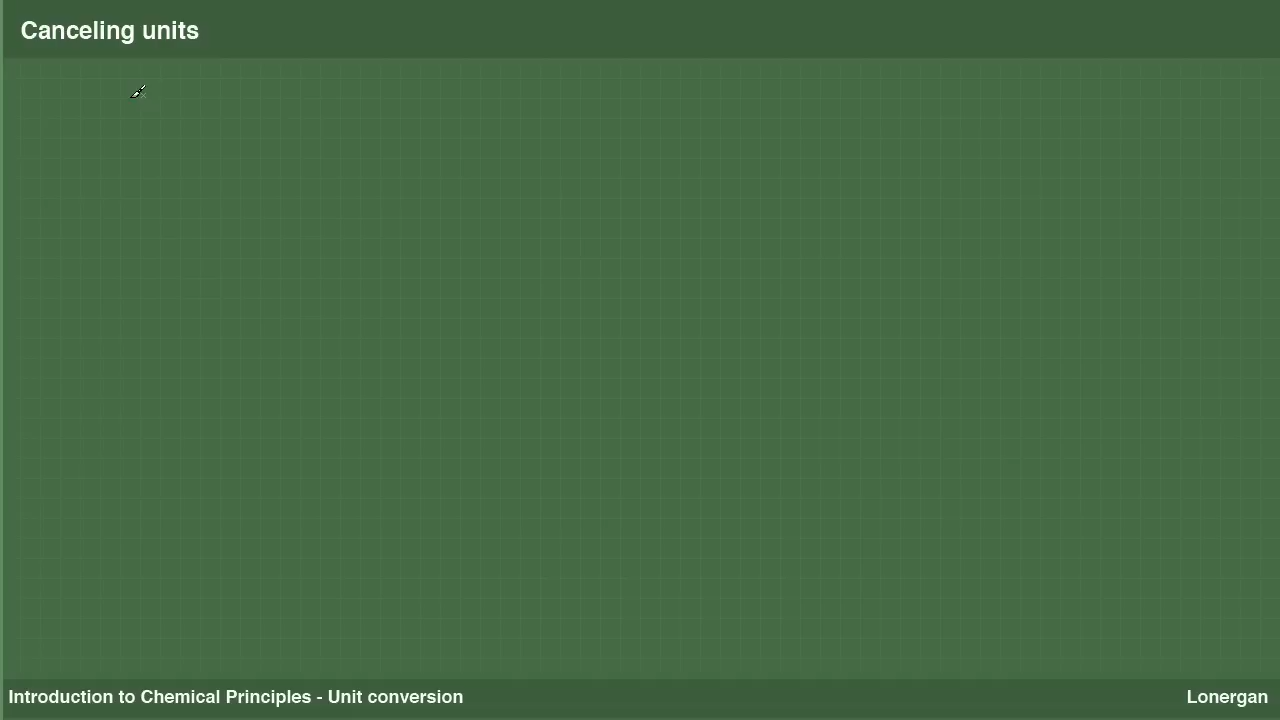 Canceling units
Introduction to Chemical Principles - Unit conversion
Lonergan